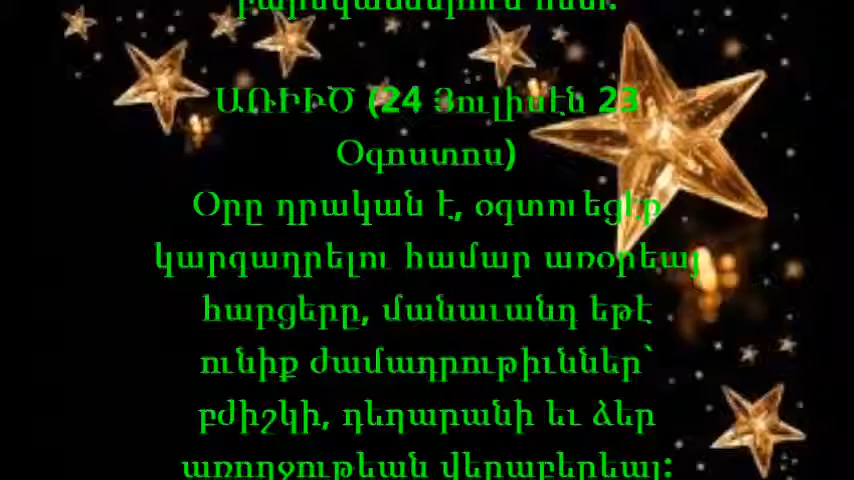 ԱՌԻՒԾ (24 Յուլիսէն 23
Օգոստոս)
Օրը դրական է, օգտուեցէք
կարգադրելու համար առօրեայ
հարցերը, մանաւանդ եթէ
ունիք ժամադրութիւններ՝
բժիշկի, դեղարանի եւ ձեր
առողջութեան վերաբերեալ: